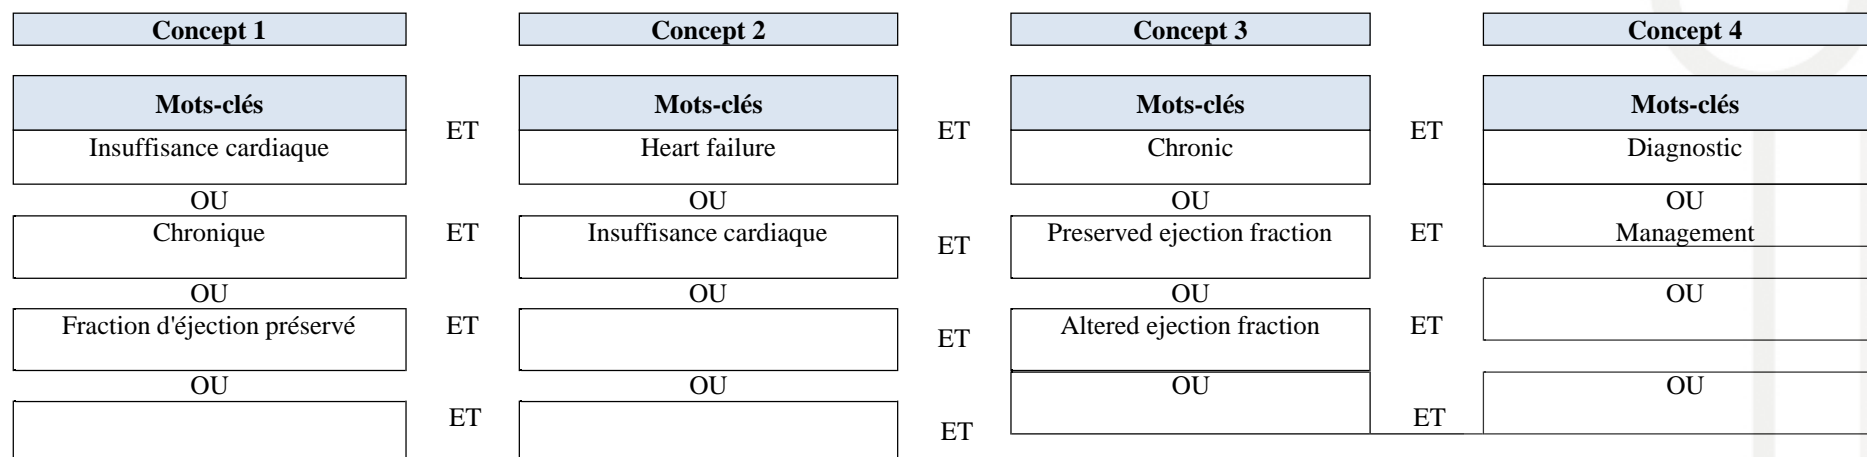 Concept 1 Concept 2 Concept 3 Concept 4
Mots-clés Mots-clés Mots-clés Mots-clés
ET ET ET
Insuffisance cardiaque Heart failure Chronic Diagnostic
OU OU OU OU
Chronique ET Insuffisance cardiaque ET Preserved ejection fraction ET Management
OU OU OU OU
Fraction d'éjection préservé ET ET Altered ejection fraction ET
OU OU OU OU
ET ET ET